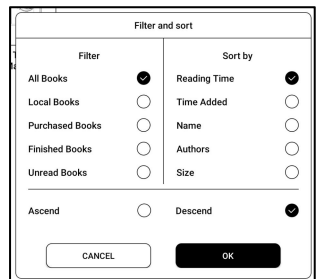 Filter and sort
Filter
All Books
Local Books
Purchased Books
Finished Books
Unread Books
Sort by
Reading Time
Time Added
Name
Authors
Size
Ascend
Descend
CANCEL
OK